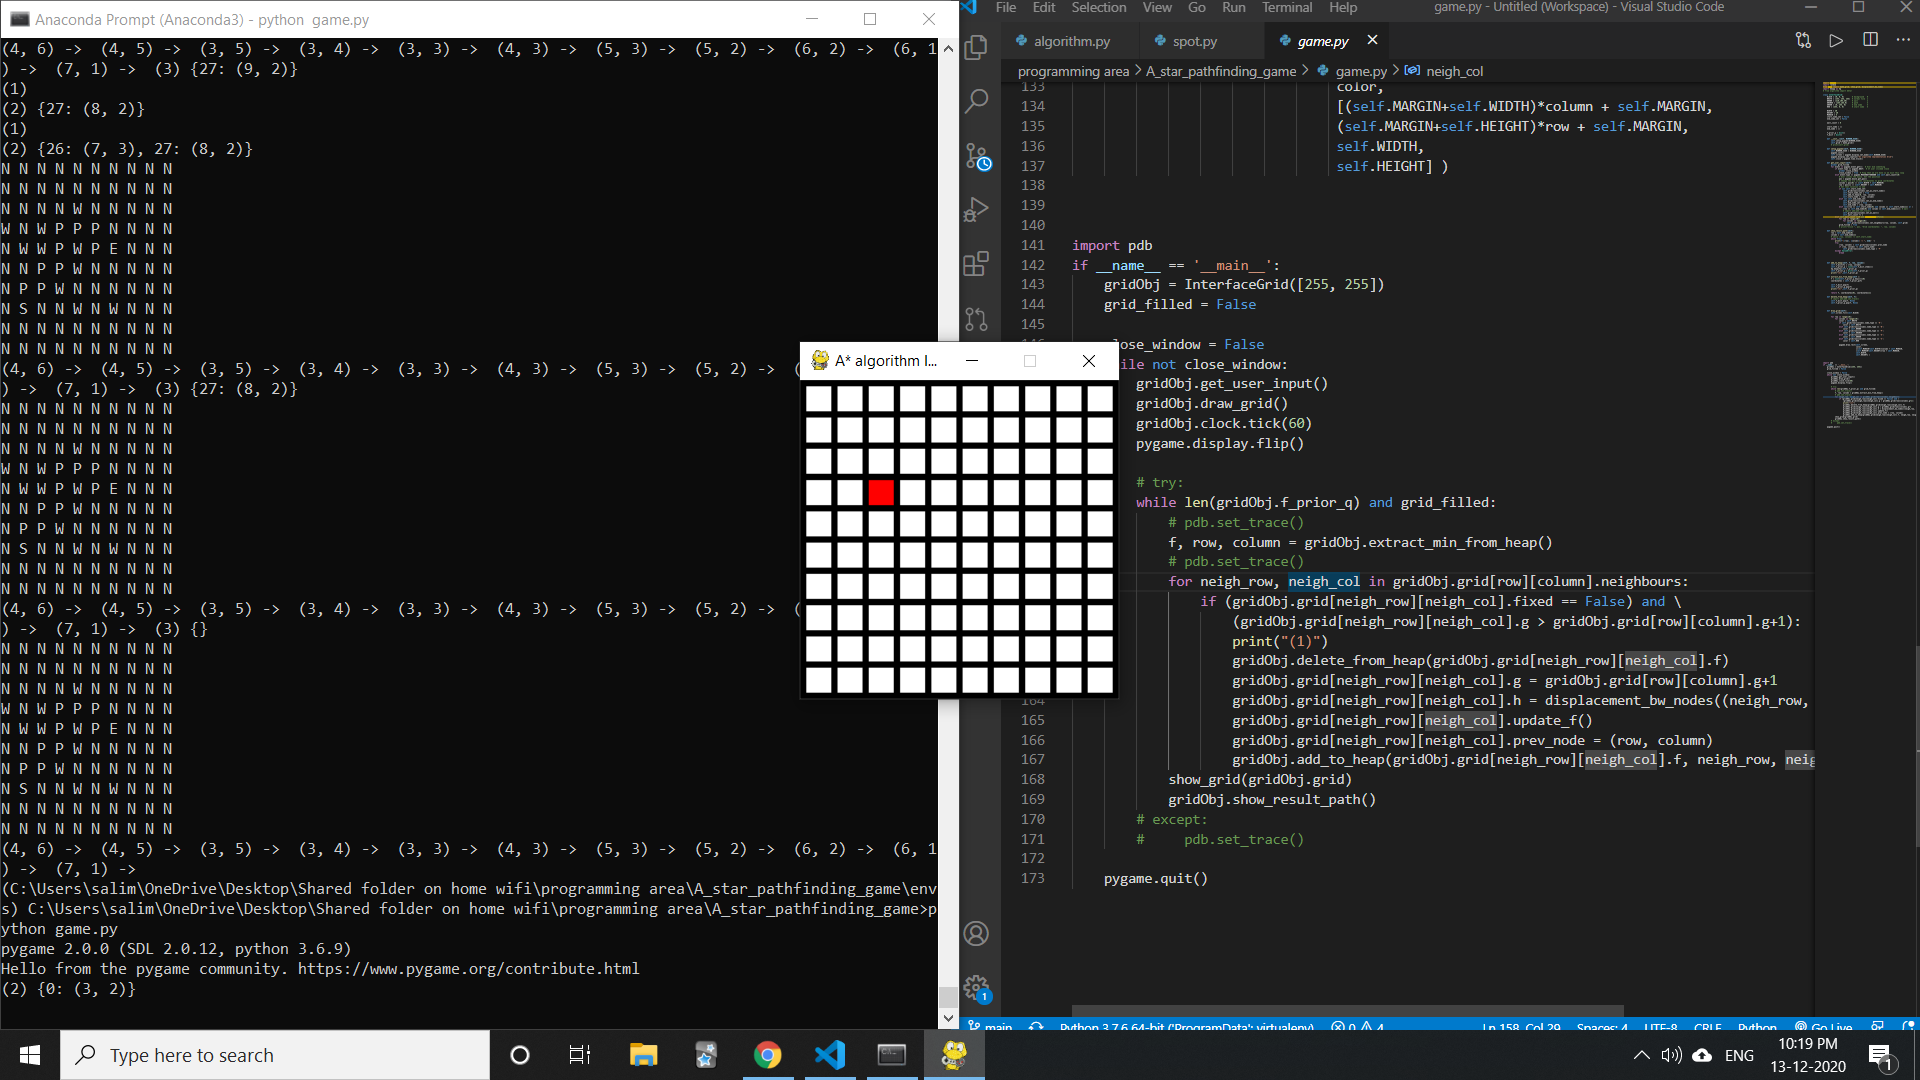 Anaconda Prompt (Anaconda3) - python  game.py
(4, 6) ->  (4, 5) ->  (3, 5) ->  (3, 4) ->  (3, 3) ->  (4, 3) ->  (5, 3) ->  (5, 2) ->  (6, 2) ->  (6, 1
) ->  (7, 1) ->  (3) {27: (9, 2)}
(1)
(2) {27: (8, 2)}
(1)
(2) {26: (7, 3), 27: (8, 2)}
N N N N N N N N N N
N N N N N N N N N N
N N N N W N N N N N
W N W P P P N N N N
N W W P W P E N N N
N N P P W N N N N N
N P P W N N N N N N
N S N N W N W N N N
N N N N N N N N N N
N N N N N N N N N N
(4, 6) ->  (4, 5) ->  (3, 5) ->  (3, 4) ->  (3, 3) ->  (4, 3) ->  (5, 3) ->  (5, 2) ->  (
) ->  (7, 1) ->  (3) {27: (8, 2)}
N N N N N N N N N N
N N N N N N N N N N
N N N N W N N N N N
W N W P P P N N N N
N W W P W P E N N N
N N P P W N N N N N
N P P W N N N N N N
N S N N W N W N N N
N N N N N N N N N N
N N N N N N N N N N
(4, 6) ->  (4, 5) ->  (3, 5) ->  (3, 4) ->  (3, 3) ->  (4, 3) ->  (5, 3) ->  (5, 2) ->  (
) ->  (7, 1) ->  (3) {}
N N N N N N N N N N
N N N N N N N N N N
N N N N W N N N N N
W N W P P P N N N N
N W W P W P E N N N
N N P P W N N N N N
N P P W N N N N N N
N S N N W N W N N N
N N N N N N N N N N
N N N N N N N N N N
(4, 6) ->  (4, 5) ->  (3, 5) ->  (3, 4) ->  (3, 3) ->  (4, 3) ->  (5, 3) ->  (5, 2) ->  (6, 2) ->  (6, 1
) ->  (7, 1) ->
(C:\Users\salim\OneDrive\Desktop\Shared folder on home wifi\programming area\A_star_pathfinding_game\env
s) C:\Users\salim\OneDrive\Desktop\Shared folder on home wifi\programming area\A_star_pathfinding_game>p
ython game.py
pygame 2.0.0 (SDL 2.0.12, python 3.6.9)
Hello from the pygame community. https://www.pygame.org/contribute.html
(2) {0: (3, 2)}
A* algorithm I...
File Edit Selection View Go Run Terminal Help game.py - Untitled (Workspace) - Visual Studio Code
algorithm.py spot.py game.py
programming area > A_star_pathfinding_game > game.py > neigh_col
133 color,
134 [(self.MARGIN+self.WIDTH)*column + self.MARGIN,
135 (self.MARGIN+self.HEIGHT)*row + self.MARGIN,
136 self.WIDTH,
137 self.HEIGHT] )
138
139
140
141 import pdb
142 if __name__ == '__main__':
143 gridObj = InterfaceGrid([255, 255])
144 grid_filled = False
145
lose_window = False
ile not close_window:
gridObj.get_user_input()
gridObj.draw_grid()
gridObj.clock.tick(60)
pygame.display.flip()
# try:
while len(gridObj.f_prior_q) and grid_filled:
# pdb.set_trace()
f, row, column = gridObj.extract_min_from_heap()
# pdb.set_trace()
for neigh_row, neigh_col in gridObj.grid[row][column].neighbours:
if (gridObj.grid[neigh_row][neigh_col].fixed == False) and \
(gridObj.grid[neigh_row][neigh_col].g > gridObj.grid[row][column].g+1):
print("(1)")
gridObj.delete_from_heap(gridObj.grid[neigh_row][neigh_col].f)
gridObj.grid[neigh_row][neigh_col].g = gridObj.grid[row][column].g+1
164 gridObj.grid[neigh_row][neigh_col].h = displacement_bw_nodes((neigh_row,
165 gridObj.grid[neigh_row][neigh_col].update_f()
166 gridObj.grid[neigh_row][neigh_col].prev_node = (row, column)
167 gridObj.add_to_heap(gridObj.grid[neigh_row][neigh_col].f, neigh_row, neig
168 show_grid(gridObj.grid)
169 gridObj.show_result_path()
170 # except:
171 #     pdb.set_trace()
172
173 pygame.quit()
1
main Python 3.7.6 64-bit ('ProgramData': virtualenv) 0 4 Ln 158, Col 29 Spaces: 4 UTF-8 CRLF Python Go Live
Type here to search
ENG
10:19 PM
13-12-2020
1